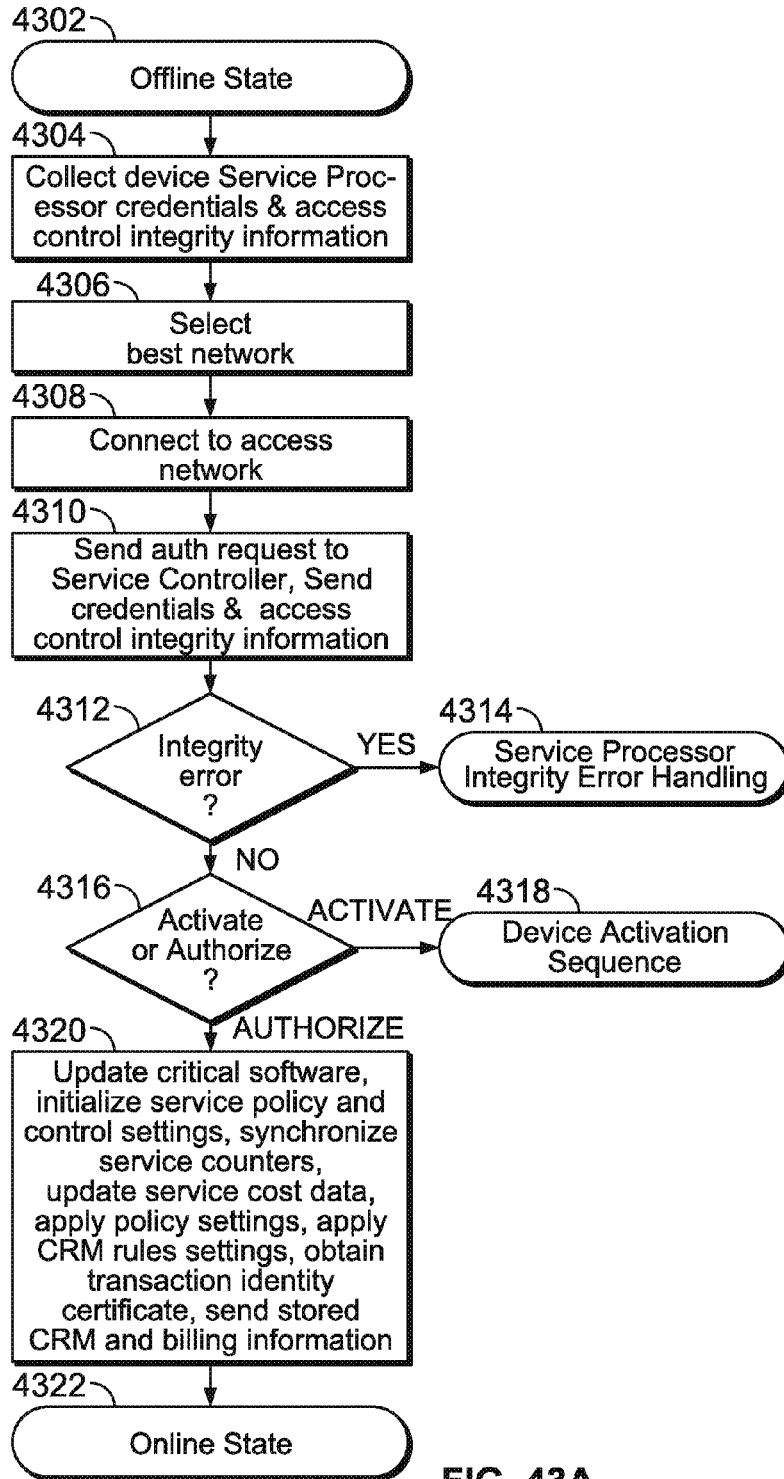 4302
Offline State
4304
Collect device Service Proc-
essor credentials & access
control integrity information
4306
Select
best network
4308
Connect to access
network
4310
Send auth request to
Service Controller, Send
credentials & access
control integrity information
4312
Integrity
error
?
YES
4314
Service Processor
Integrity Error Handling
NO
4316
Activate
or Authorize
?
ACTIVATE
4318
Device Activation
Sequence
AUTHORIZE
4320
Update critical software,
initialize service policy and
control settings, synchronize
service counters,
update service cost data,
apply policy settings, apply
CRM rules settings, obtain
transaction identity
certificate, send stored
CRM and billing information
4322
Online State
FIG. 43A